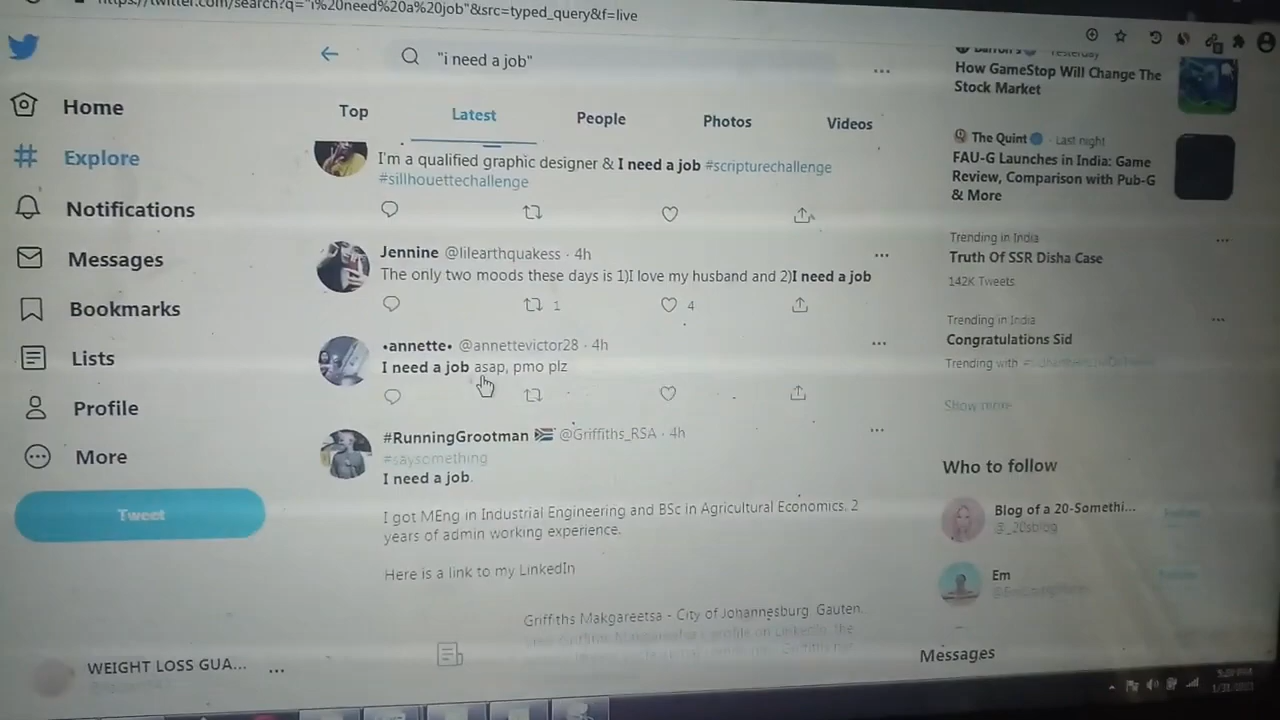 https://twitter.com/search?q="i%20need%20a%20job"&src=typed_query&f=live
"i need a job"
Home
Explore
Notifications
Messages
Bookmarks
Lists
Profile
More
Tweet
WEIGHT LOSS GUA...
Top
Latest
People
Photos
Videos
I'm a qualified graphic designer & I need a job #scripturechallenge
#sillhouettechallenge
Jennine @lilearthquakess · 4h
The only two moods these days is 1)I love my husband and 2)I need a job
1
4
•annette• @annettevictor28 · 4h
I need a job asap, pmo plz
#RunningGrootman @Griffiths_RSA · 4h
#saysomething
I need a job.
I got MEng in Industrial Engineering and BSc in Agricultural Economics. 2
years of admin working experience.
Here is a link to my LinkedIn
Griffiths Makgareetsa - City of Johannesburg, Gauten
Yesterday
How GameStop Will Change The
Stock Market
The Quint · Last night
FAU-G Launches in India: Game
Review, Comparison with Pub-G
& More
Trending in India
Truth Of SSR Disha Case
142K Tweets
Trending in India
Congratulations Sid
Trending with
Show more
Who to follow
Blog of a 20-Somethi...
@_20sblog
Em
Messages